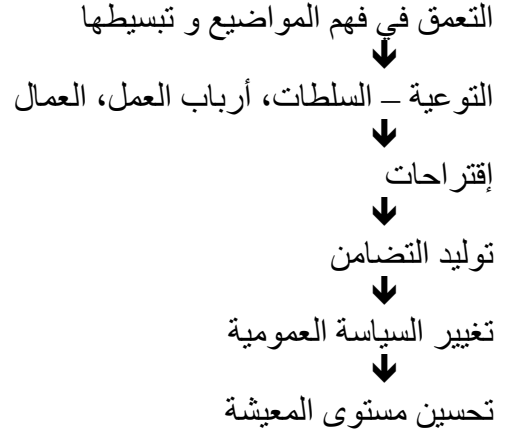 التعمق في فهم المواضيع و تبسيطها
التوعية – السلطات، أرباب العمل، العمال
إقتراحات
توليد التضامن
تغيير السياسة العمومية
تحسين مستوى المعيشة